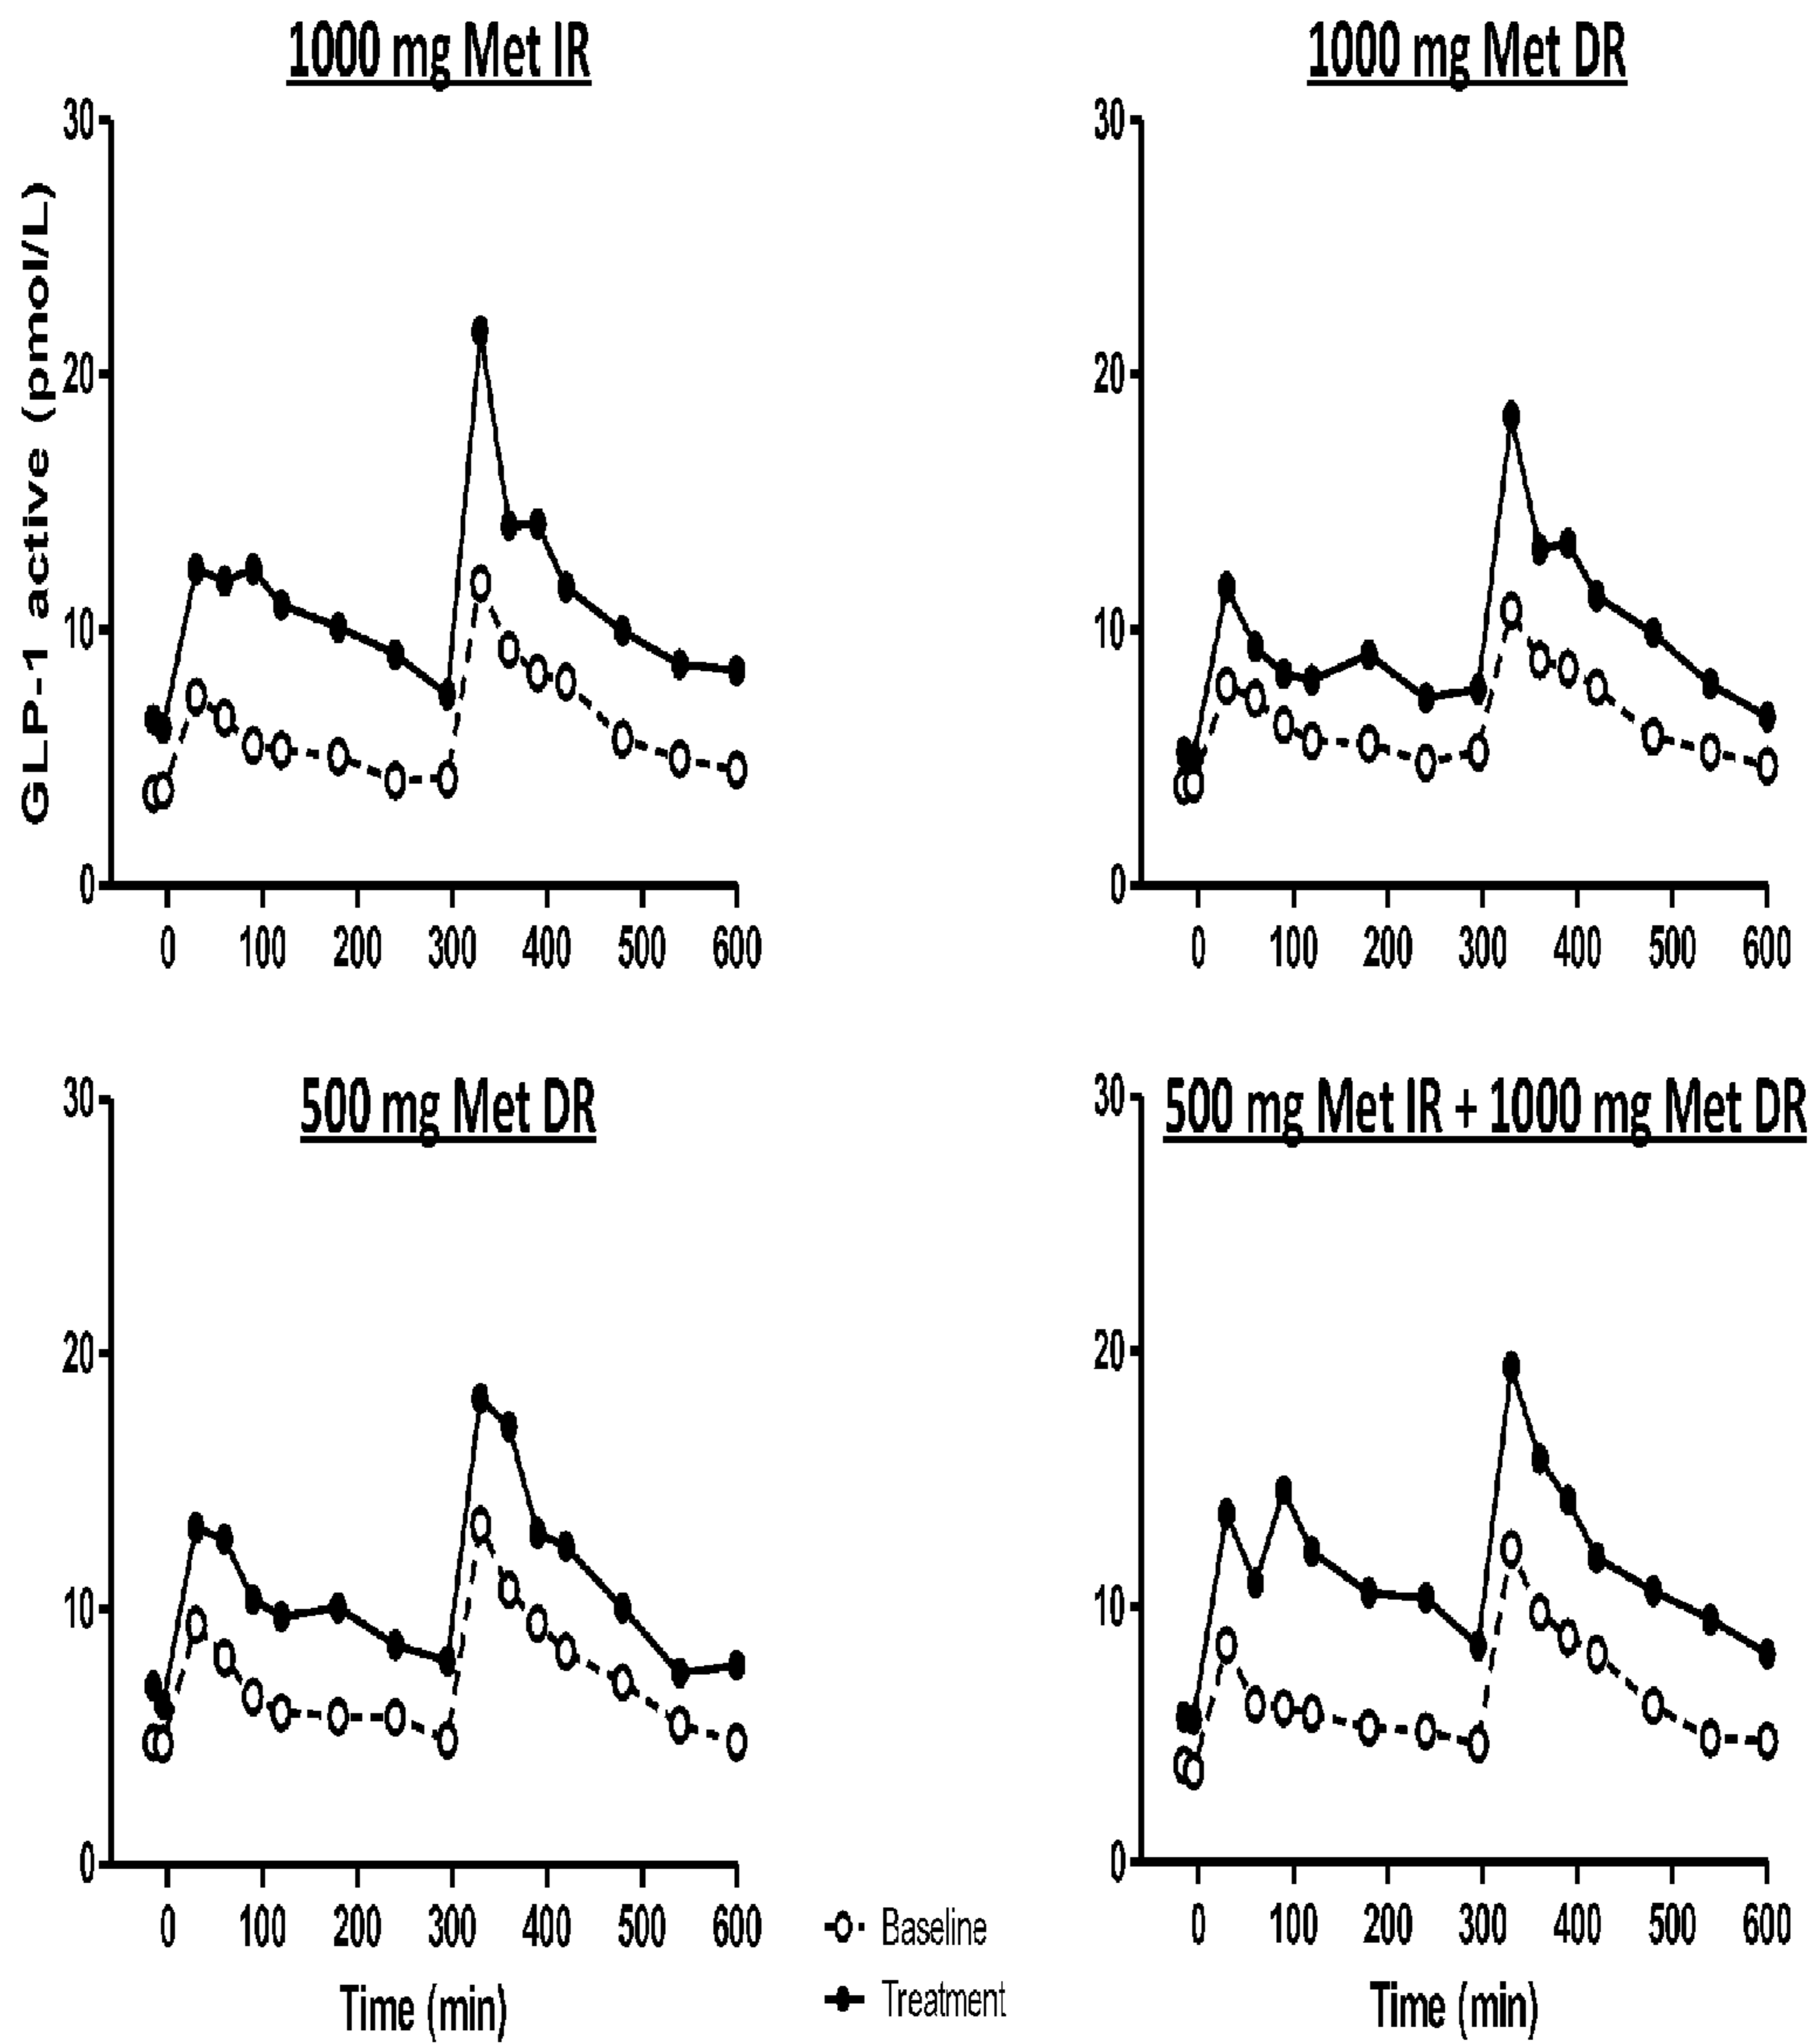 1000 mg Met IR
1000 mg Met DR
GLP-1 active (pmol/L)
30
20
10
0
0 100 200 300 400 500 600
30
20
10
0
0 100 200 300 400 500 600
500 mg Met DR
500 mg Met IR + 1000 mg Met DR
30
20
10
0
0 100 200 300 400 500 600
Time (min)
Baseline
Treatment
30
20
10
0
0 100 200 300 400 500 600
Time (min)